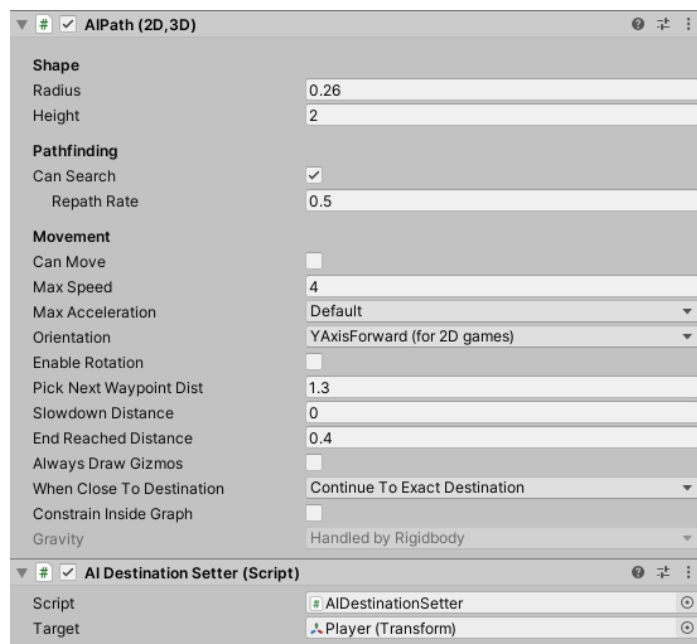 AIPath (2D,3D)
Shape
Radius 0.26
Height 2
Pathfinding
Can Search
Repath Rate 0.5
Movement
Can Move
Max Speed 4
Max Acceleration Default
Orientation YAxisForward (for 2D games)
Enable Rotation
Pick Next Waypoint Dist 1.3
Slowdown Distance 0
End Reached Distance 0.4
Always Draw Gizmos
When Close To Destination Continue To Exact Destination
Constrain Inside Graph
Gravity Handled by Rigidbody
AI Destination Setter (Script)
Script AIDestinationSetter
Target Player (Transform)